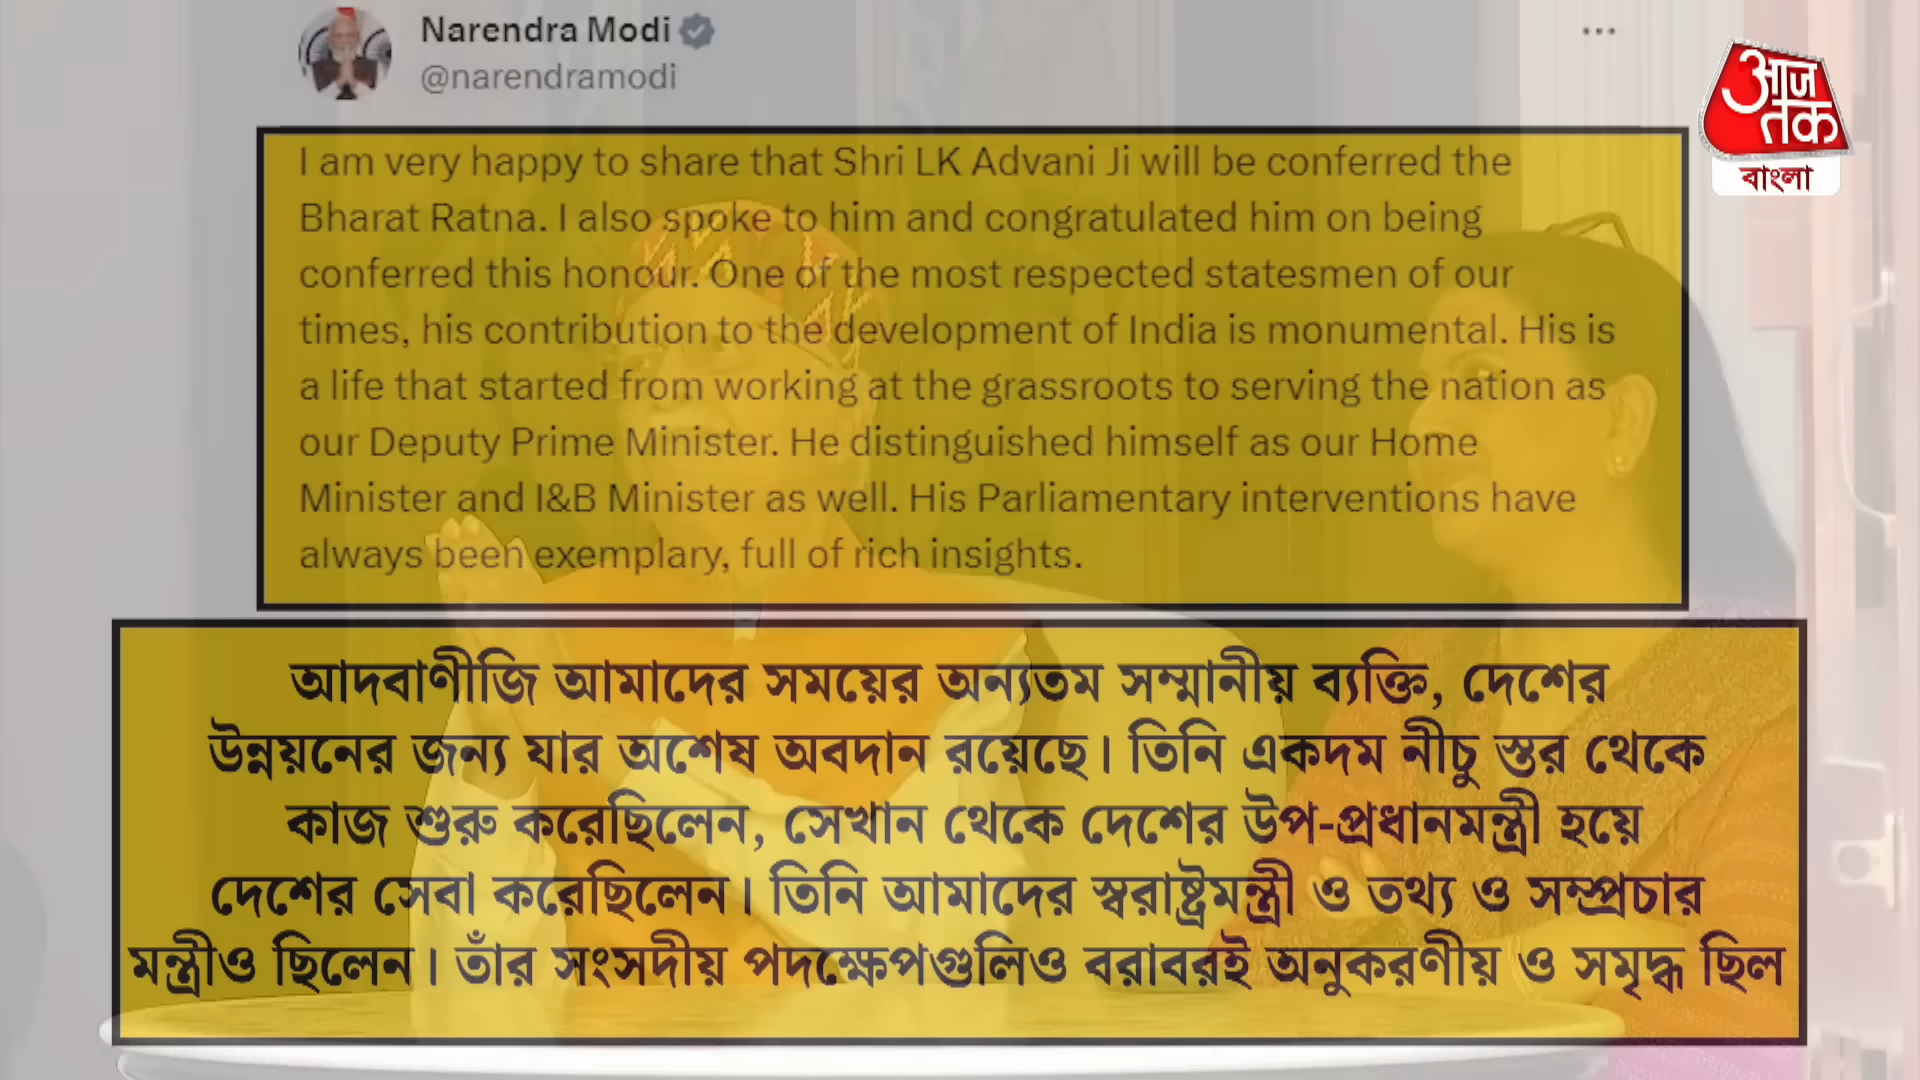 Narendra Modi
@narendramodi
आज
तक
বাংলা
I am very happy to share that Shri LK Advani Ji will be conferred the
Bharat Ratna. I also spoke to him and congratulated him on being
conferred this honour. One of the most respected statesmen of our
times, his contribution to the development of India is monumental. His is
a life that started from working at the grassroots to serving the nation as
our Deputy Prime Minister. He distinguished himself as our Home
Minister and I&B Minister as well. His Parliamentary interventions have
always been exemplary, full of rich insights.
আদবাণীজি আমাদের সময়ের অন্যতম সম্মানীয় ব্যক্তি, দেশের
উন্নয়নের জন্য যার অশেষ অবদান রয়েছে। তিনি একদম নীচু স্তর থেকে
কাজ শুরু করেছিলেন, সেখান থেকে দেশের উপ-প্রধানমন্ত্রী হয়ে
দেশের সেবা করেছিলেন। তিনি আমাদের স্বরাষ্ট্রমন্ত্রী ও তথ্য ও সম্প্রচার
মন্ত্রীও ছিলেন। তাঁর সংসদীয় পদক্ষেপগুলিও বরাবরই অনুকরণীয় ও সমৃদ্ধ ছিল